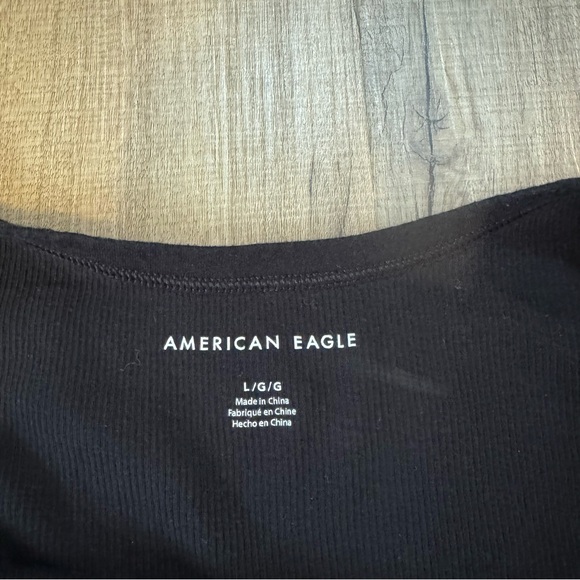 AMERICAN EAGLE
L/G/G
Made in China
Fabriqué en Chine
Hecho en China